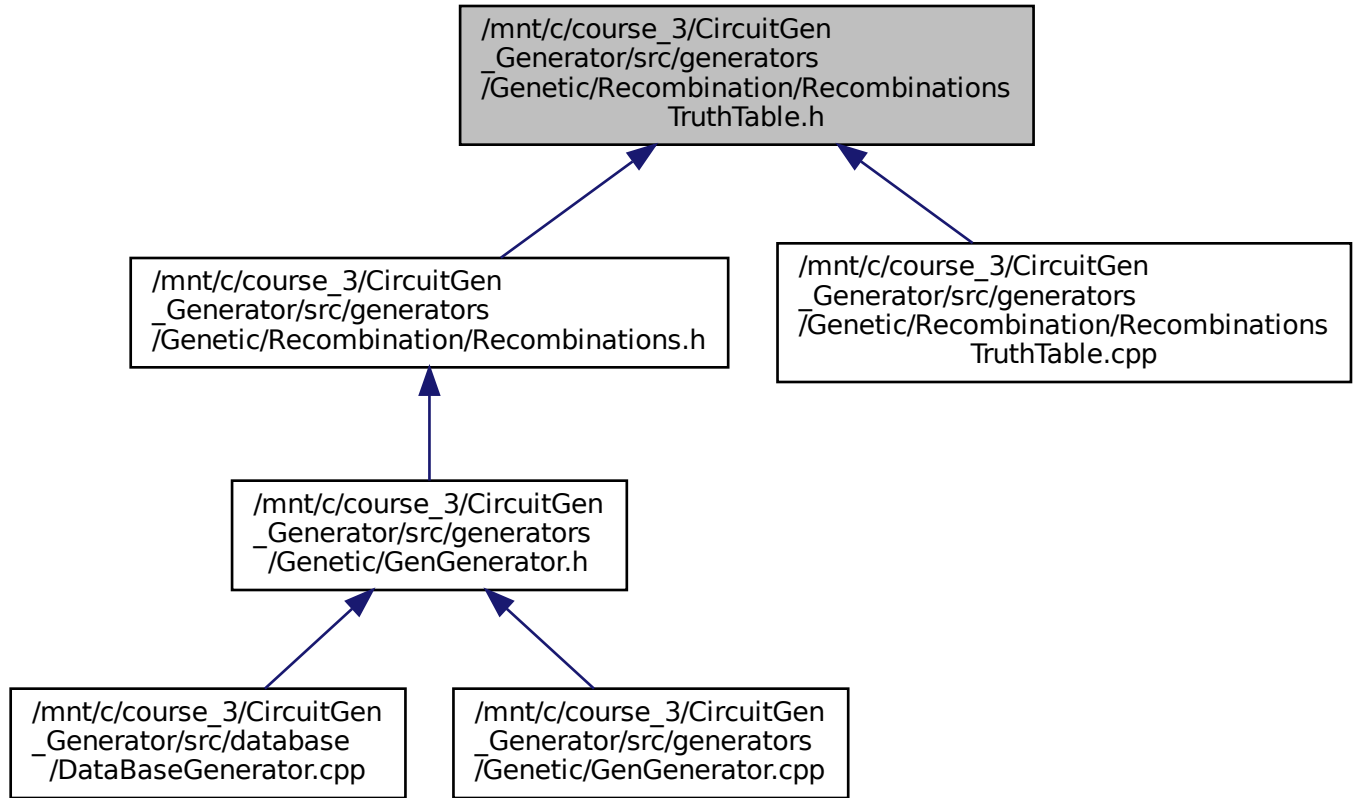 /mnt/c/course_3/CircuitGen
_Generator/src/generators
/Genetic/Recombination/Recombinations
TruthTable.h
/mnt/c/course_3/CircuitGen
_Generator/src/generators
/Genetic/Recombination/Recombinations.h
/mnt/c/course_3/CircuitGen
_Generator/src/generators
/Genetic/Recombination/Recombinations
TruthTable.cpp
/mnt/c/course_3/CircuitGen
_Generator/src/generators
/Genetic/GenGenerator.h
/mnt/c/course_3/CircuitGen
_Generator/src/database
/DataBaseGenerator.cpp
/mnt/c/course_3/CircuitGen
_Generator/src/generators
/Genetic/GenGenerator.cpp